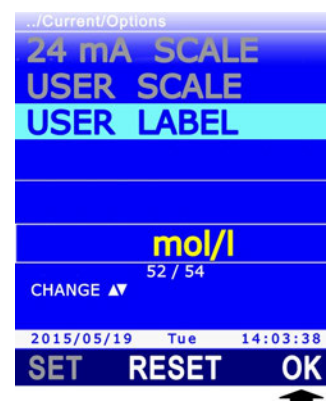 ../Current/Options
24 mA SCALE
USER SCALE
USER LABEL
mol/l
52 / 54
CHANGE ▲▼
2015/05/19 Tue 14:03:38
SET RESET OK